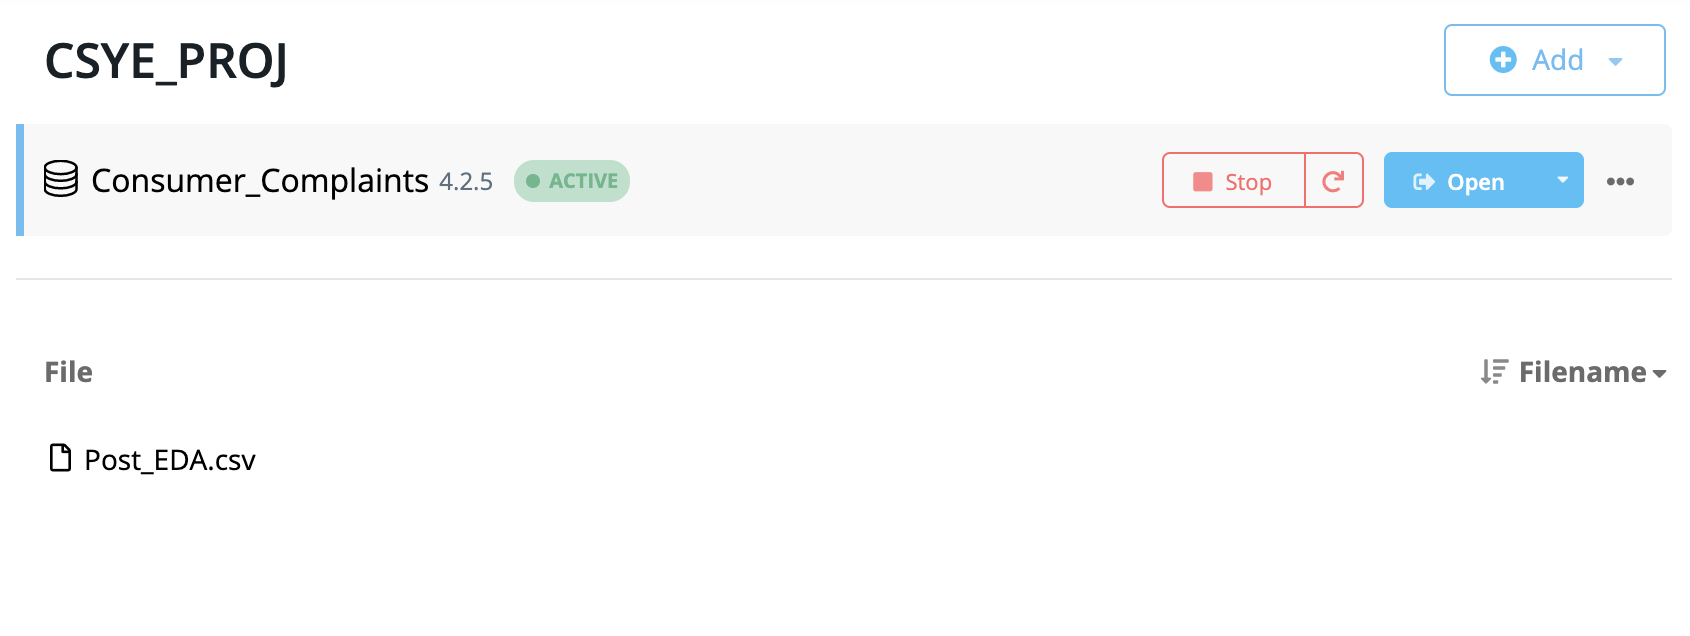 CSYE_PROJ
Add
Consumer_Complaints 4.2.5 ACTIVE Stop Open
File
Filename
Post_EDA.csv